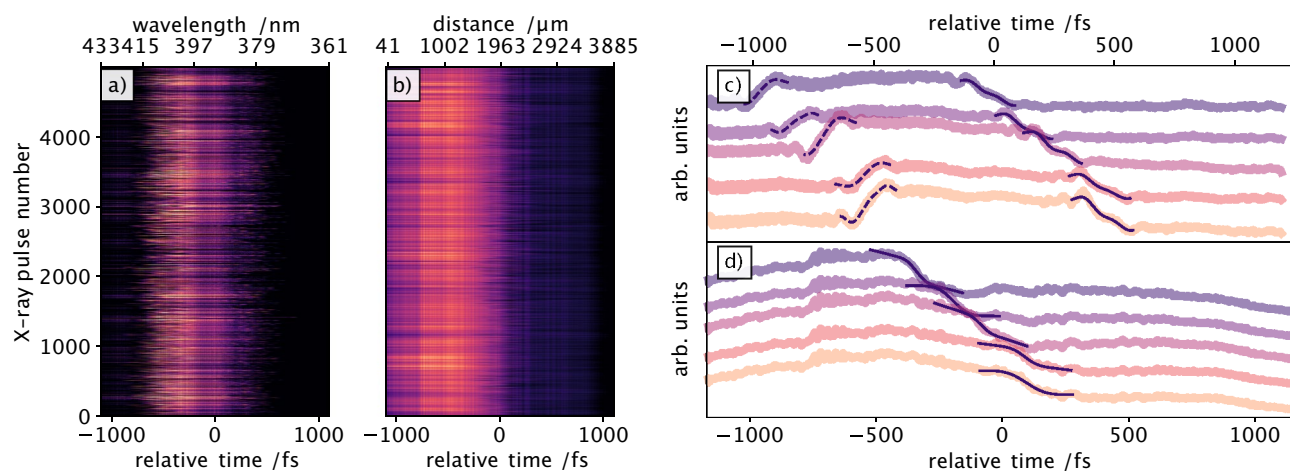 wavelength /nm
433415 397 379 361
a)
X-ray pulse number
4000
3000
2000
1000
0
−1000 0 1000
relative time /fs
distance /μm
41 1002 1963 2924 3885
b)
−1000 0 1000
relative time /fs
relative time /fs
−1000 −500 0 500 1000
c)
arb. units
d)
arb. units
−1000 −500 0 500 1000
relative time /fs